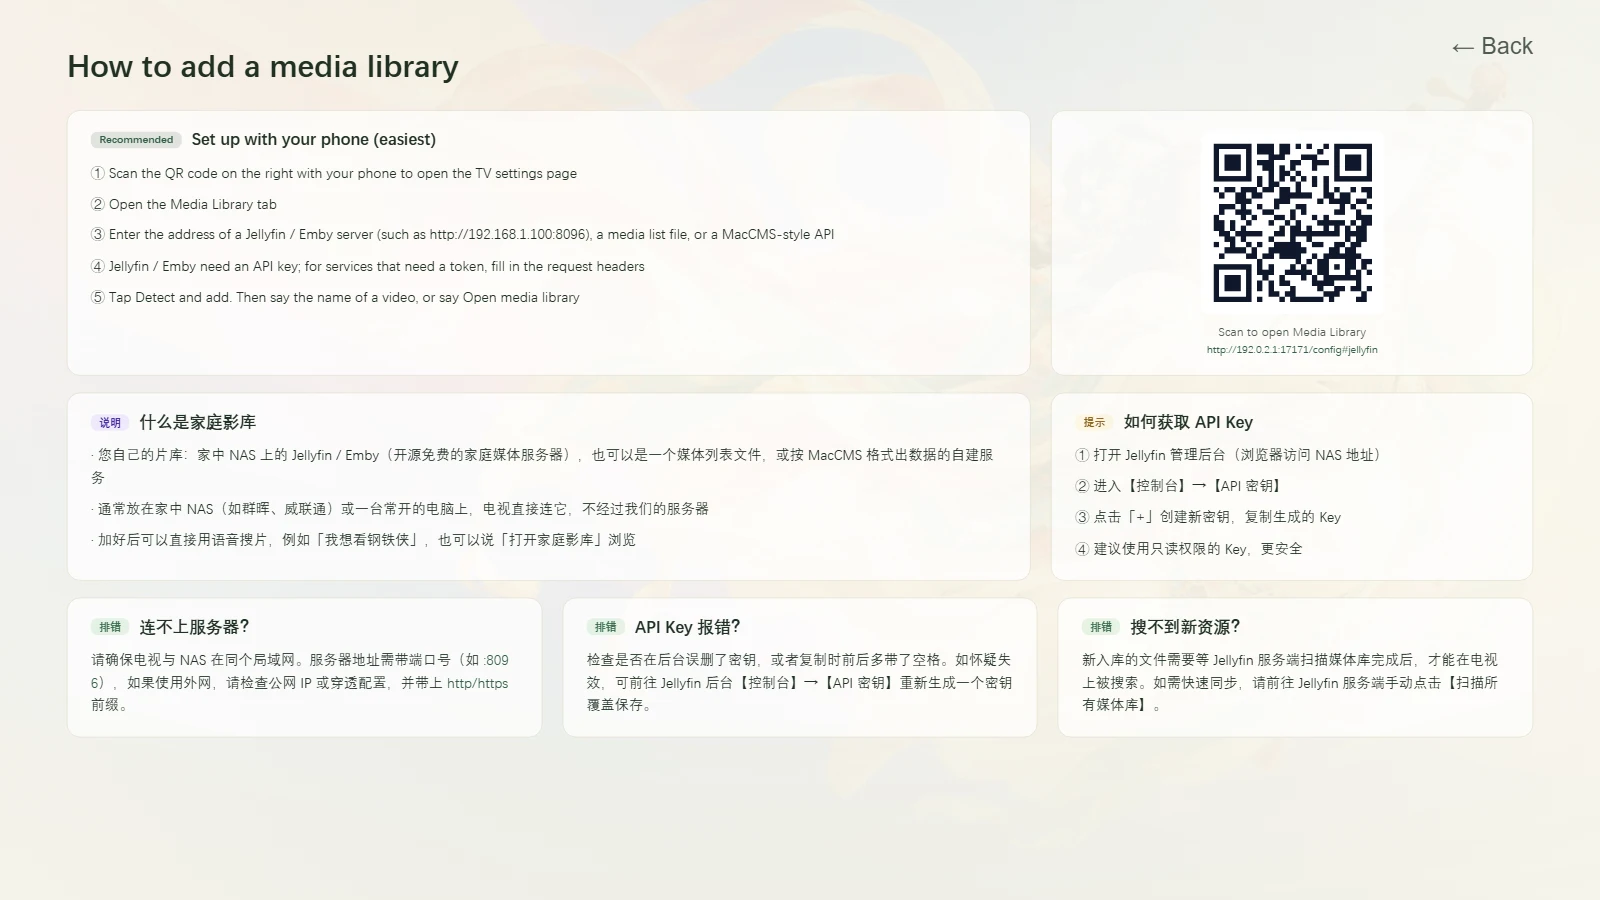 ← Back
How to add a media library
Recommended Set up with your phone (easiest)
① Scan the QR code on the right with your phone to open the TV settings page
② Open the Media Library tab
③ Enter the address of a Jellyfin / Emby server (such as http://192.168.1.100:8096), a media list file, or a MacCMS-style API
④ Jellyfin / Emby need an API key; for services that need a token, fill in the request headers
⑤ Tap Detect and add. Then say the name of a video, or say Open media library
Scan to open Media Library
http://192.0.2.1:17171/config#jellyfin
说明 什么是家庭影库
· 您自己的片库：家中 NAS 上的 Jellyfin / Emby（开源免费的家庭媒体服务器），也可以是一个媒体列表文件，或按 MacCMS 格式出数据的自建服
务
· 通常放在家中 NAS（如群晖、威联通）或一台常开的电脑上，电视直接连它，不经过我们的服务器
· 加好后可以直接用语音搜片，例如「我想看钢铁侠」，也可以说「打开家庭影库」浏览
提示 如何获取 API Key
① 打开 Jellyfin 管理后台（浏览器访问 NAS 地址）
② 进入【控制台】→【API 密钥】
③ 点击「+」创建新密钥，复制生成的 Key
④ 建议使用只读权限的 Key，更安全
排错 连不上服务器？
请确保电视与 NAS 在同个局域网。服务器地址需带端口号（如 :809
6），如果使用外网，请检查公网 IP 或穿透配置，并带上 http/https
前缀。
排错 API Key 报错？
检查是否在后台误删了密钥，或者复制时前后多带了空格。如怀疑失
效，可前往 Jellyfin 后台【控制台】→【API 密钥】重新生成一个密钥
覆盖保存。
排错 搜不到新资源？
新入库的文件需要等 Jellyfin 服务端扫描媒体库完成后，才能在电视
上被搜索。如需快速同步，请前往 Jellyfin 服务端手动点击【扫描所
有媒体库】。